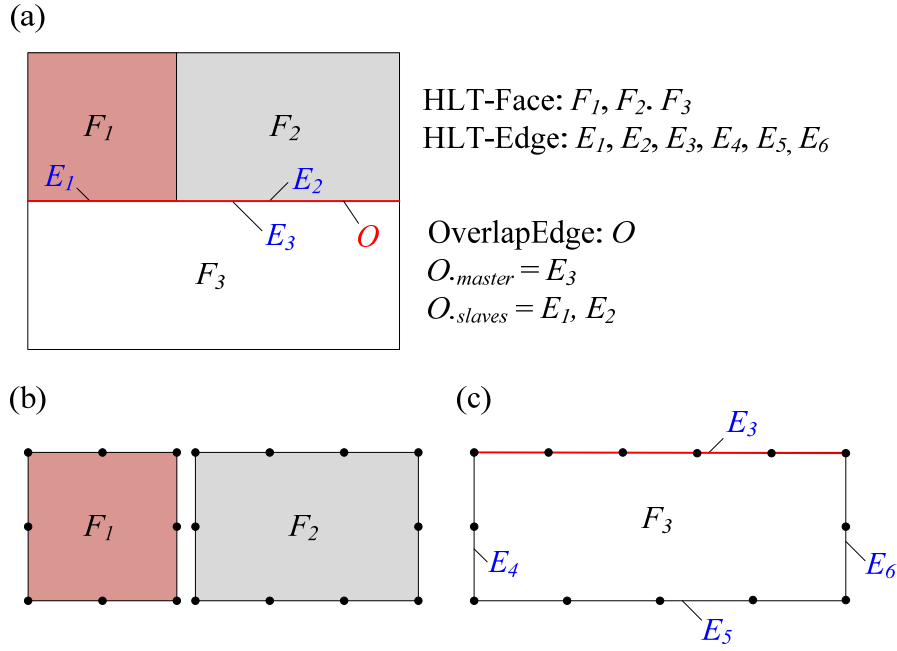 (a)
F₁
F₂
HLT-Face: F₁, F₂. F₃
HLT-Edge: E₁, E₂, E₃, E₄, E₅, E₆
E₁
E₂
E₃
O
F₃
OverlapEdge: O
O.master = E₃
O.slaves = E₁, E₂
(b)
(c)
E₃
F₁
F₂
F₃
E₄
E₆
E₅